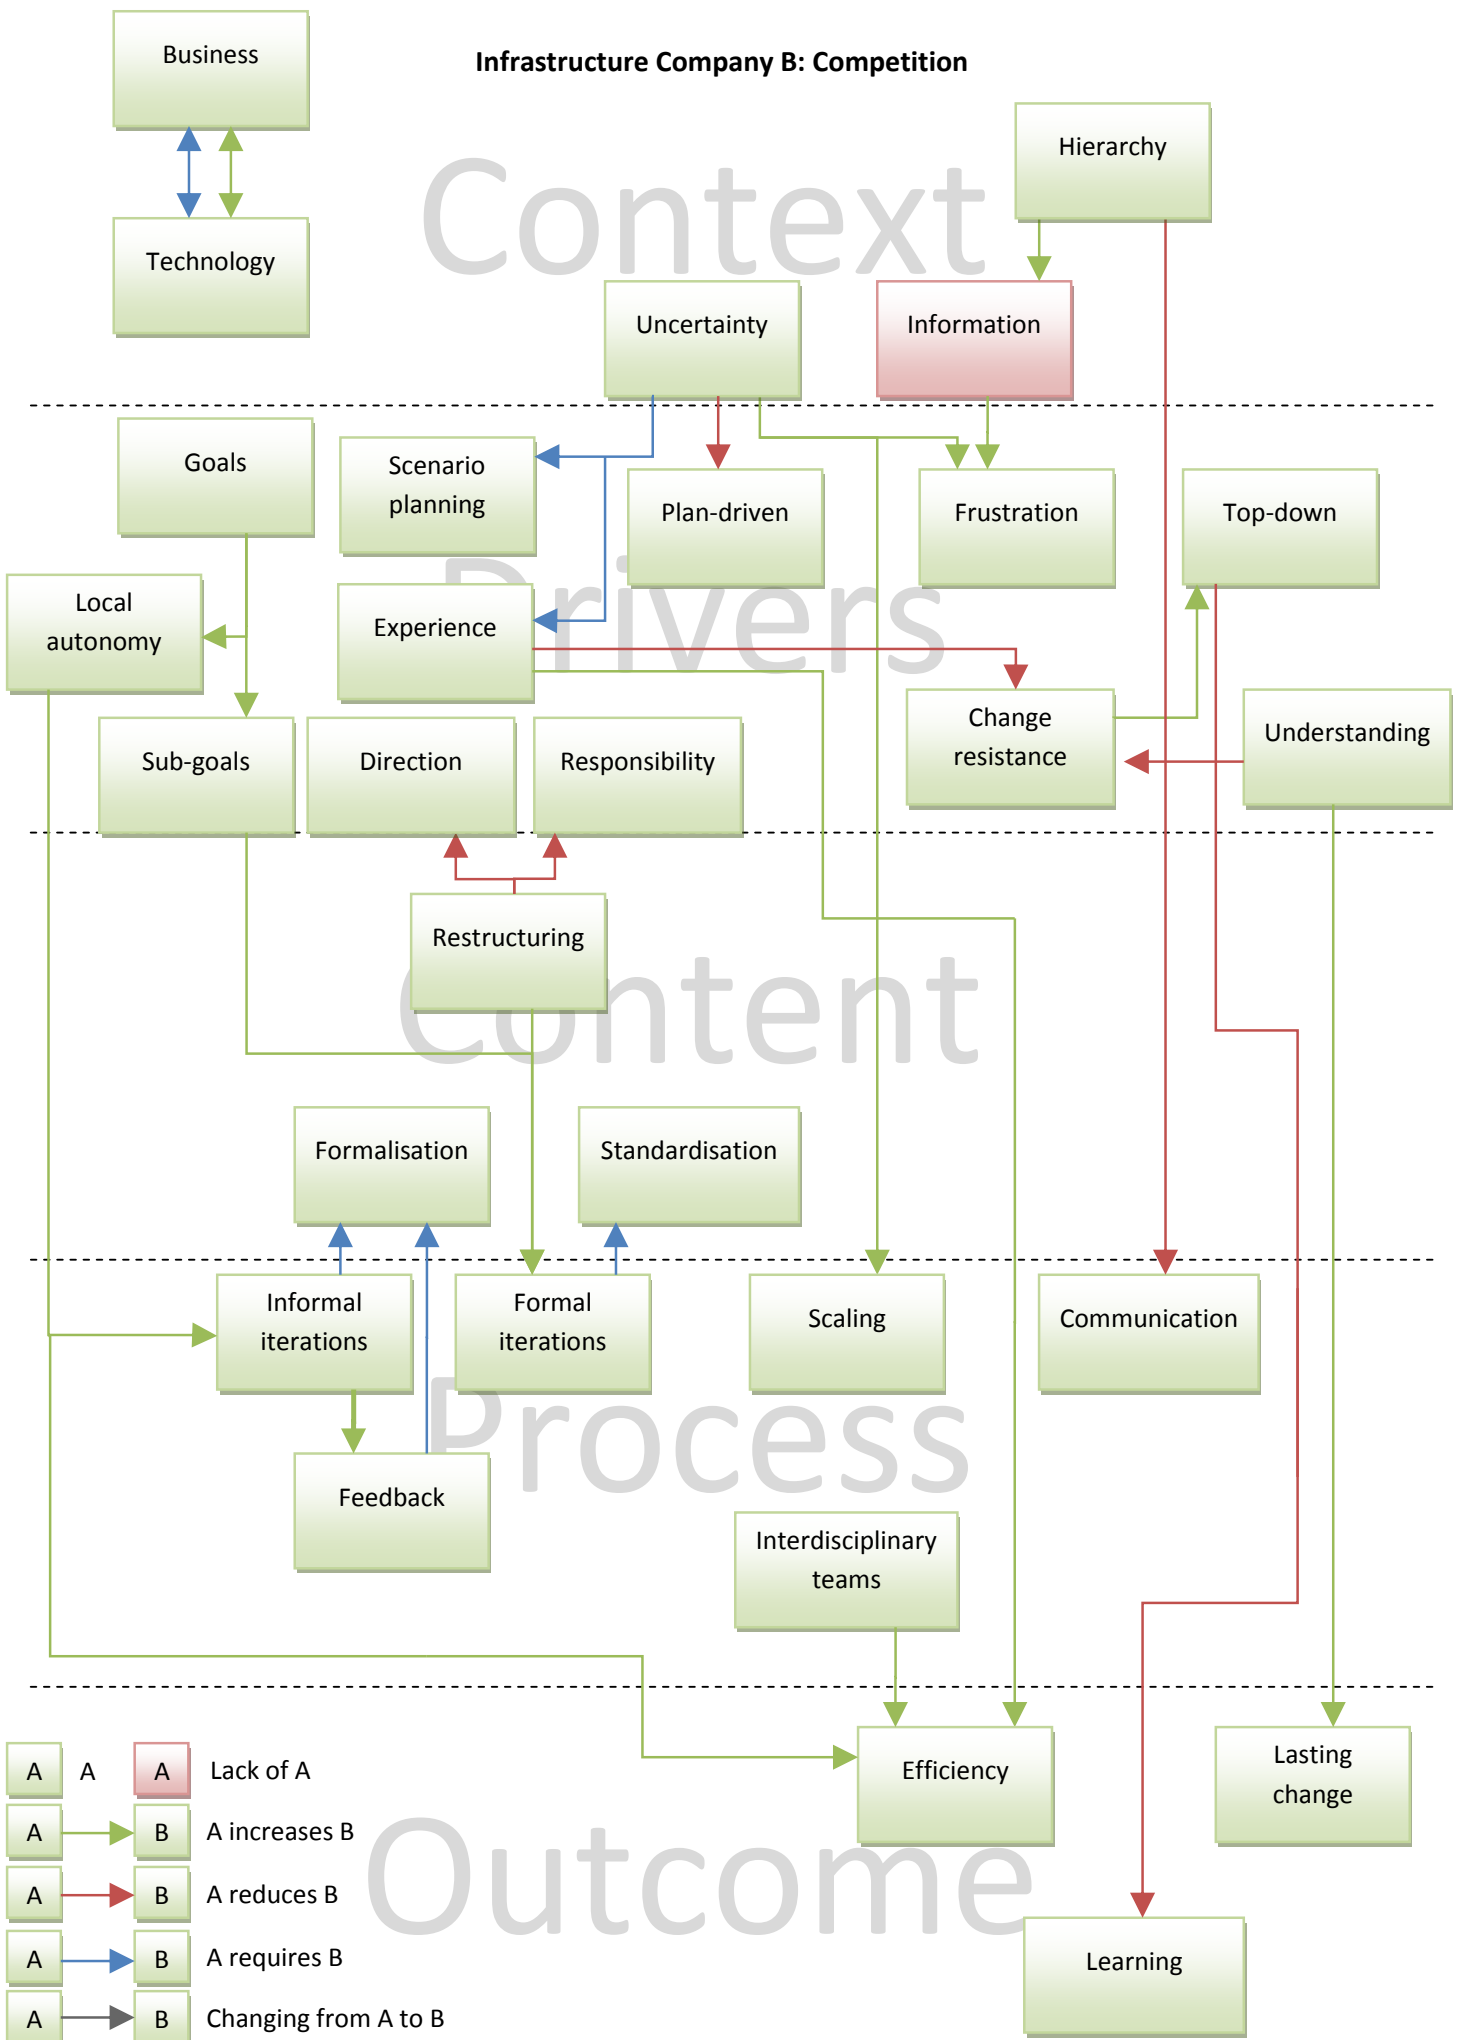 Business
Infrastructure Company B: Competition
Hierarchy
Context
Technology
Uncertainty
Information
Goals
Scenario
planning
Plan-driven
Frustration
Top-down
Drivers
Local
autonomy
Experience
Change
resistance
Understanding
Sub-goals
Direction
Responsibility
Restructuring
Content
Formalisation
Standardisation
Informal
iterations
Formal
iterations
Scaling
Communication
Process
Feedback
Interdisciplinary
teams
Efficiency
Lasting
change
A A A Lack of A
A B A increases B
Outcome
A B A reduces B
A B A requires B
Learning
A B Changing from A to B